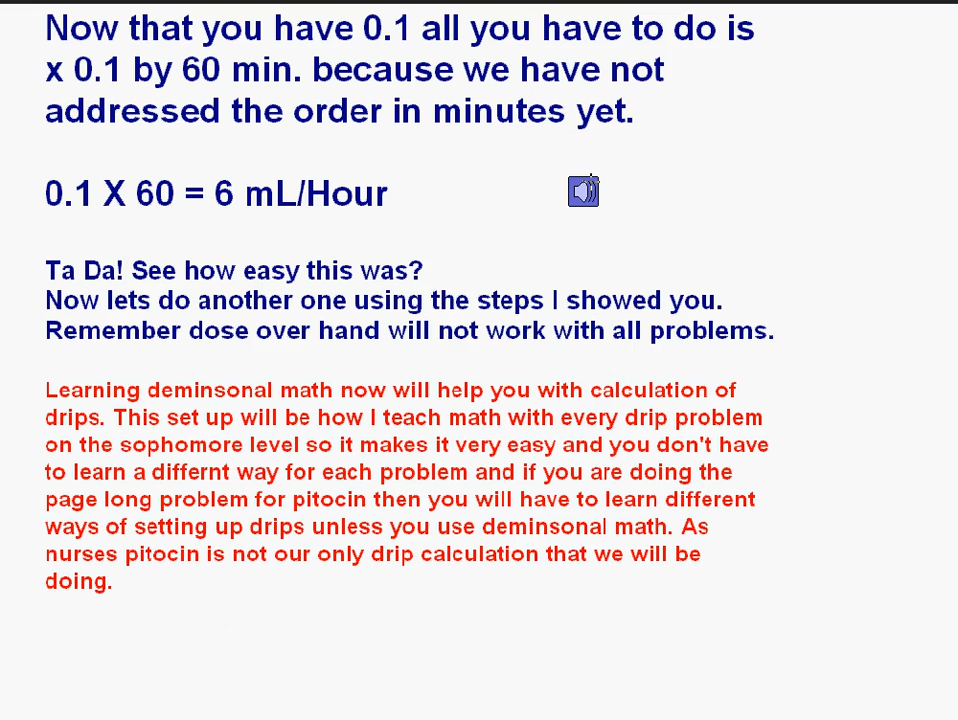 Now that you have 0.1 all you have to do is
x 0.1 by 60 min. because we have not
addressed the order in minutes yet.
0.1 X 60 = 6 mL/Hour
Ta Da! See how easy this was?
Now lets do another one using the steps I showed you.
Remember dose over hand will not work with all problems.
Learning deminsonal math now will help you with calculation of
drips. This set up will be how I teach math with every drip problem
on the sophomore level so it makes it very easy and you don't have
to learn a differnt way for each problem and if you are doing the
page long problem for pitocin then you will have to learn different
ways of setting up drips unless you use deminsonal math. As
nurses pitocin is not our only drip calculation that we will be
doing.